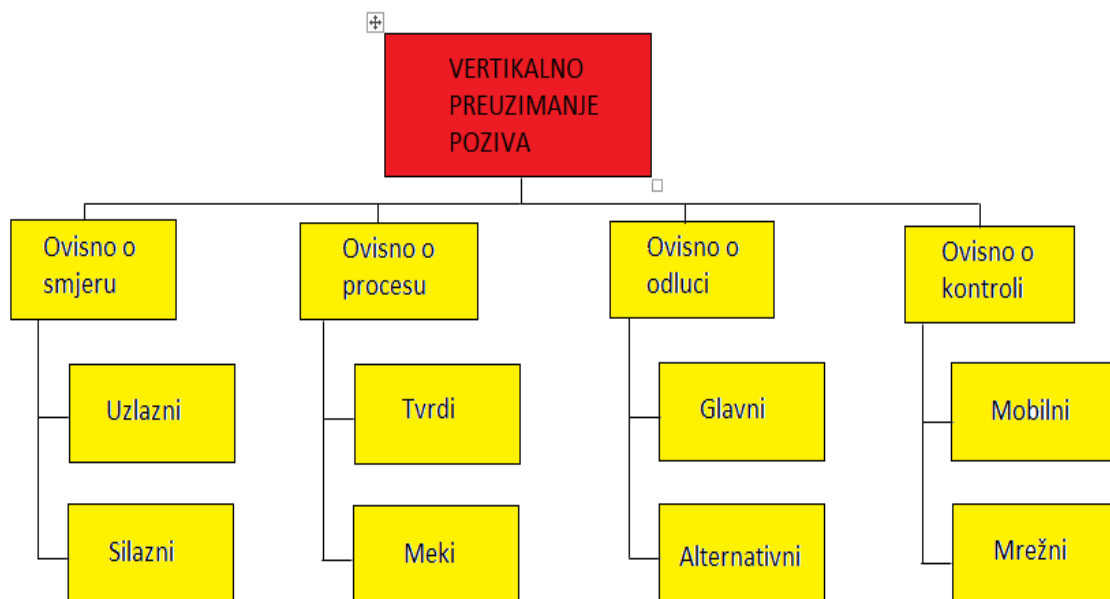 VERTIKALNO
PREUZIMANJE
POZIVA
Ovisno o
smjeru
Uzlazni
Silazni
Ovisno o
procesu
Tvrdi
Meki
Ovisno o
odluci
Glavni
Alternativni
Ovisno o
kontroli
Mobilni
Mrežni